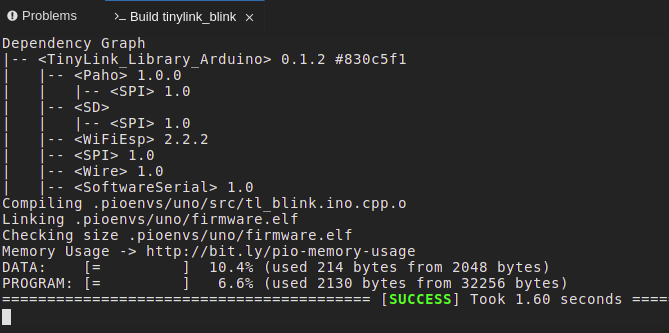 Problems
Build tinylink_blink ×
Dependency Graph
|-- <TinyLink_Library_Arduino> 0.1.2 #830c5f1
|   |-- <Paho> 1.0.0
|   |   |-- <SPI> 1.0
|   |-- <SD>
|   |   |-- <SPI> 1.0
|   |-- <WiFiEsp> 2.2.2
|   |-- <SPI> 1.0
|   |-- <Wire> 1.0
|   |-- <SoftwareSerial> 1.0
Compiling .pioenvs/uno/src/tl_blink.ino.cpp.o
Linking .pioenvs/uno/firmware.elf
Checking size .pioenvs/uno/firmware.elf
Memory Usage -> http://bit.ly/pio-memory-usage
DATA:    [=         ]  10.4% (used 214 bytes from 2048 bytes)
PROGRAM: [=         ]   6.6% (used 2130 bytes from 32256 bytes)
========================================= [SUCCESS] Took 1.60 seconds ====